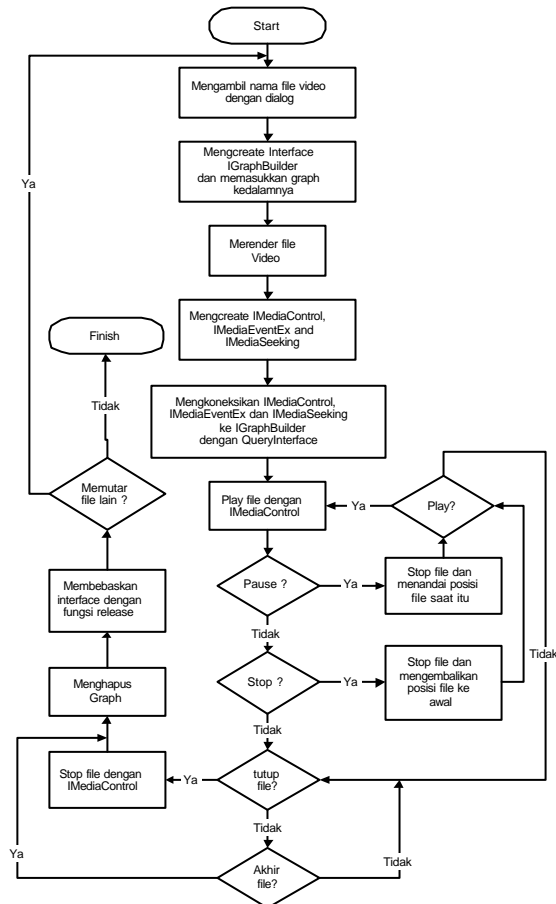 Start
Mengambil nama file video
dengan dialog
Mengcreate Interface
IGraphBuilder
dan memasukkan graph
kedalamnya
Ya
Merender file
Video
Mengcreate IMediaControl,
IMediaEventEx and
IMediaSeeking
Finish
Mengkoneksikan IMediaControl,
IMediaEventEx dan IMediaSeeking
ke IGraphBuilder
dengan QueryInterface
Tidak
Memutar
file lain ?
Play file dengan
IMediaControl
Ya
Play?
Membebaskan
interface dengan
fungsi release
Pause ?
Ya
Stop file dan
menandai posisi
file saat itu
Tidak
Tidak
Menghapus
Graph
Stop ?
Ya
Stop file dan
mengembalikan
posisi file ke
awal
Tidak
Stop file dengan
IMediaControl
Ya
tutup
file?
Tidak
Ya
Tidak
Akhir
file?